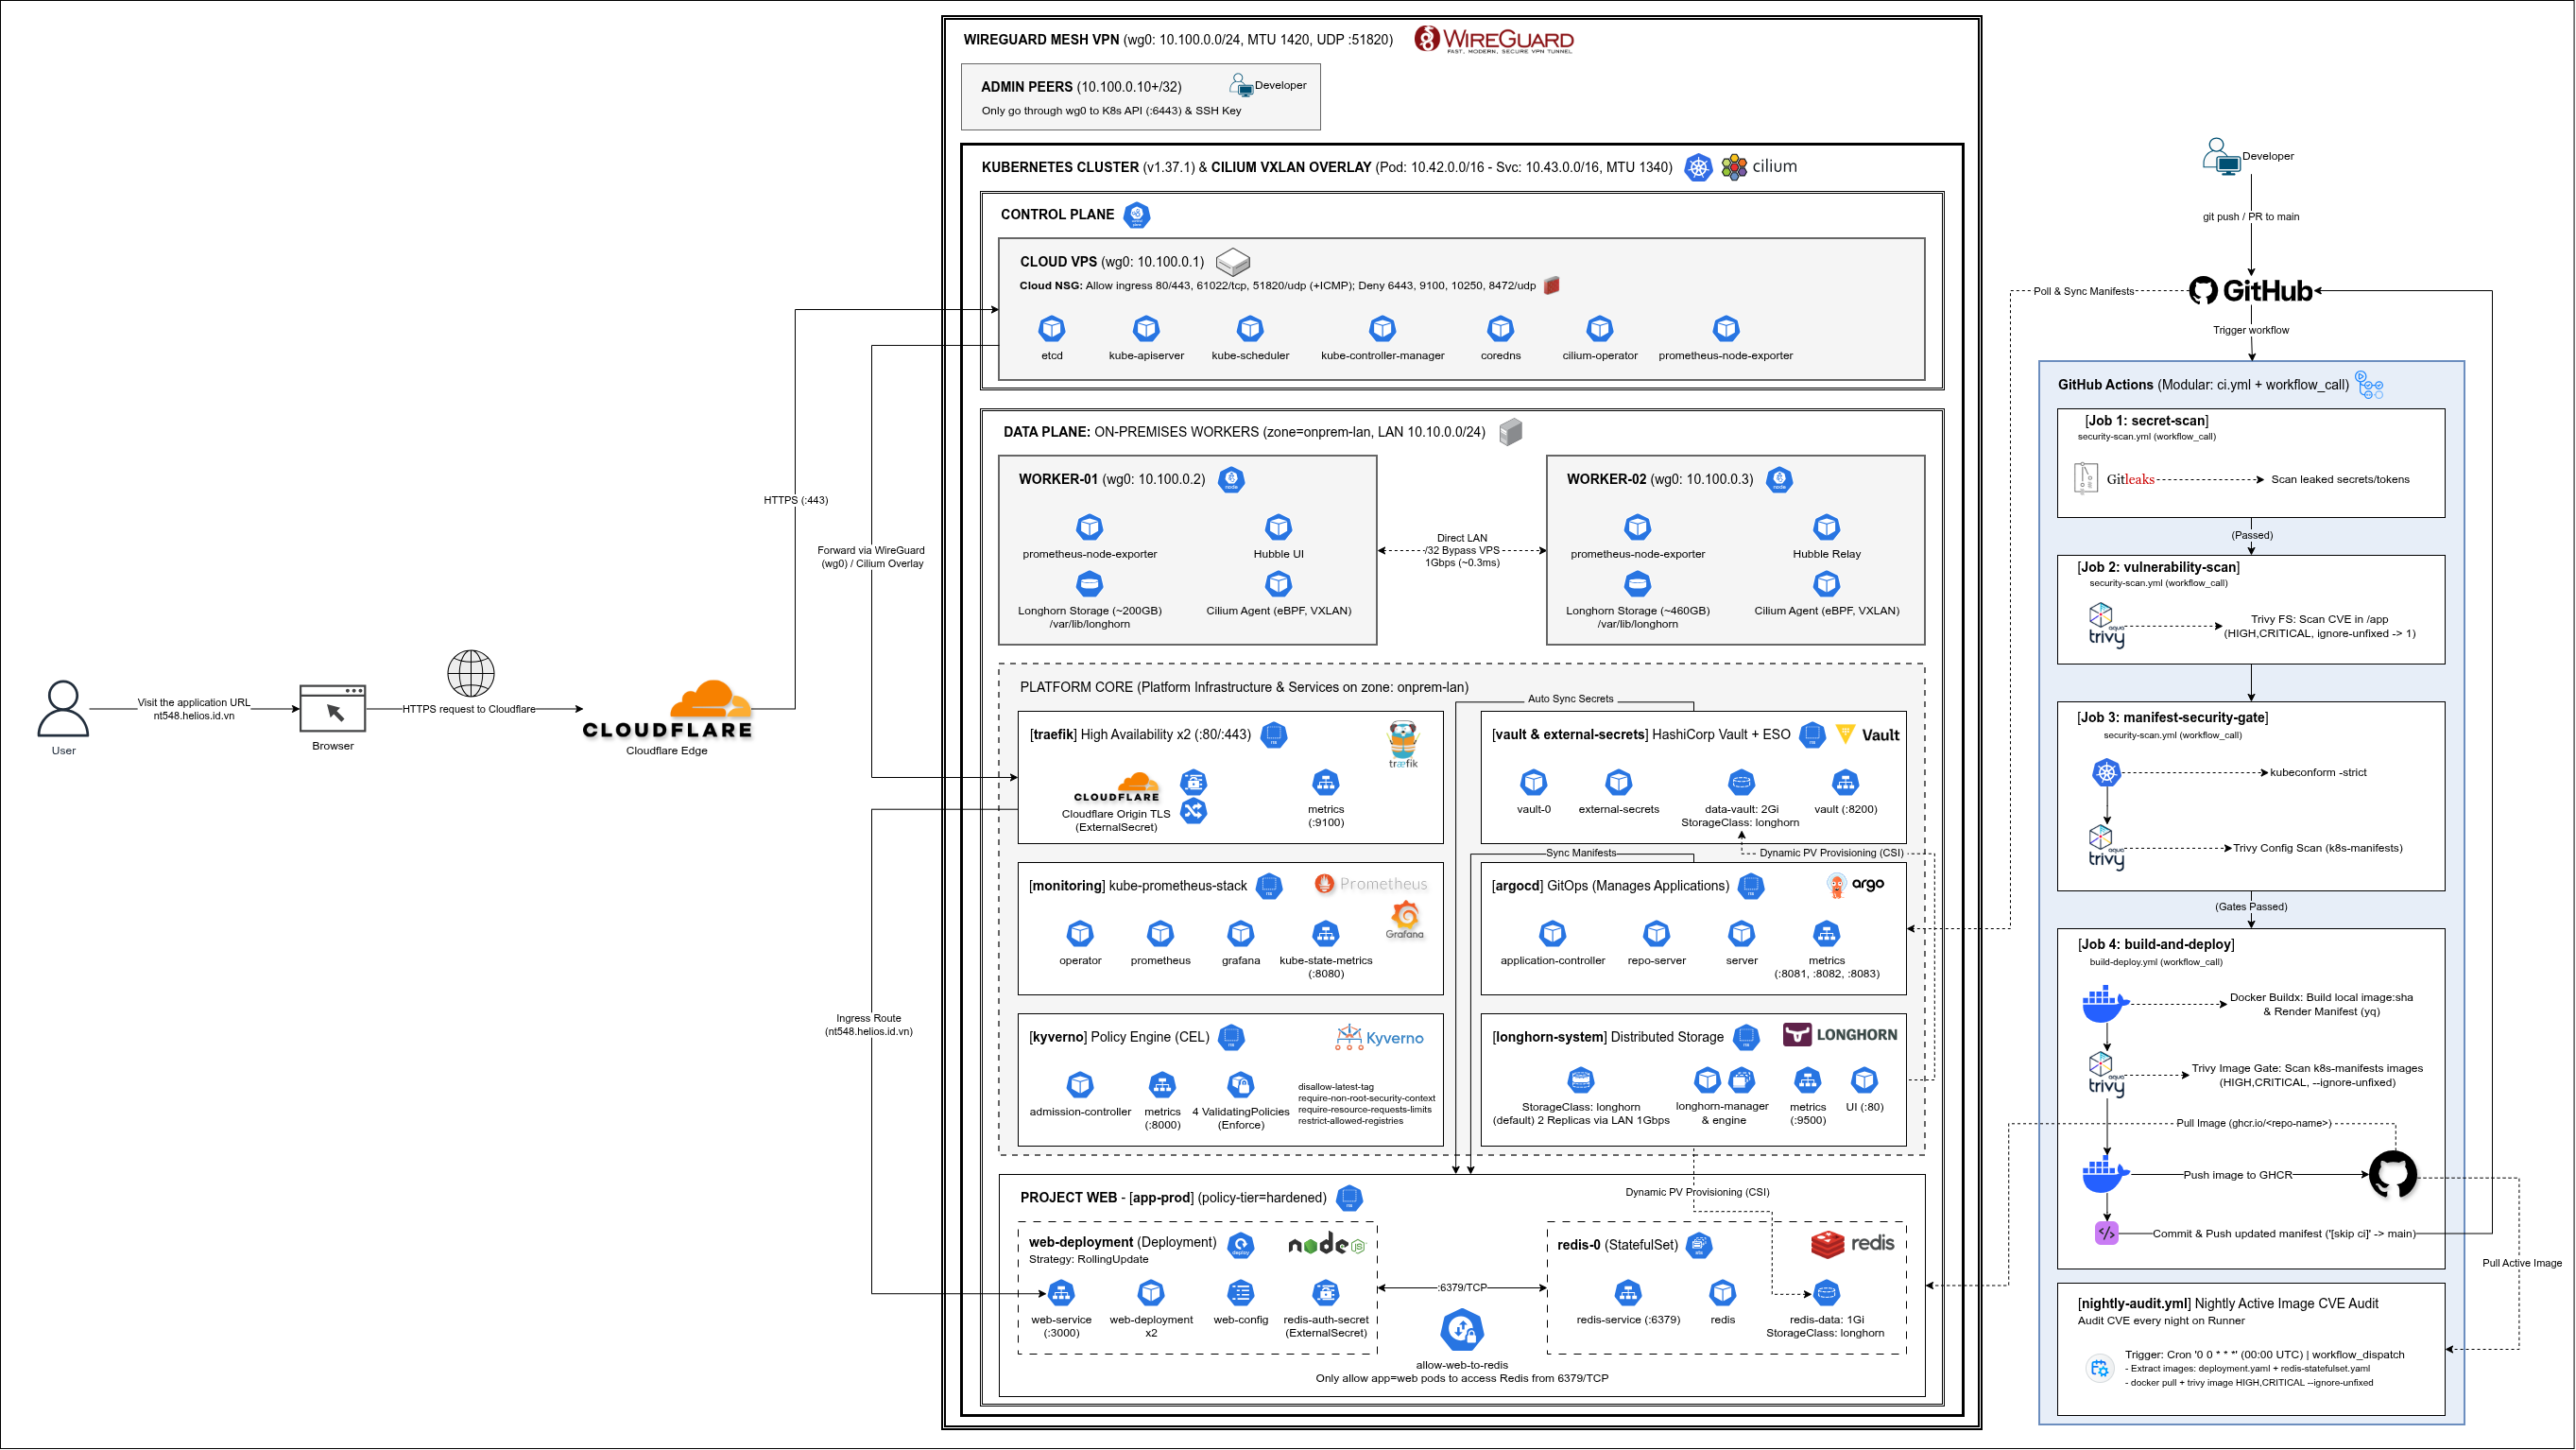 WIREGUARD MESH VPN (wg0: 10.100.0.0/24, MTU 1420, UDP :51820)
WIREGUARD
FAST, MODERN, SECURE VPN TUNNEL
ADMIN PEERS (10.100.0.10+/32)
Developer
Only go through wg0 to K8s API (:6443) & SSH Key
KUBERNETES CLUSTER (v1.37.1) & CILIUM VXLAN OVERLAY (Pod: 10.42.0.0/16 - Svc: 10.43.0.0/16, MTU 1340)
cilium
CONTROL PLANE
CLOUD VPS (wg0: 10.100.0.1)
Cloud NSG: Allow ingress 80/443, 61022/tcp, 51820/udp (+ICMP); Deny 6443, 9100, 10250, 8472/udp
etcd
kube-apiserver
kube-scheduler
kube-controller-manager
coredns
cilium-operator
prometheus-node-exporter
DATA PLANE: ON-PREMISES WORKERS (zone=onprem-lan, LAN 10.10.0.0/24)
WORKER-01 (wg0: 10.100.0.2)
node
prometheus-node-exporter
Hubble UI
Longhorn Storage (~200GB)
/var/lib/longhorn
Cilium Agent (eBPF, VXLAN)
Direct LAN
/32 Bypass VPS
1Gbps (~0.3ms)
WORKER-02 (wg0: 10.100.0.3)
node
prometheus-node-exporter
Hubble Relay
Longhorn Storage (~460GB)
/var/lib/longhorn
Cilium Agent (eBPF, VXLAN)
HTTPS (:443)
Forward via WireGuard
(wg0) / Cilium Overlay
Ingress Route
(nt548.helios.id.vn)
User
Visit the application URL
nt548.helios.id.vn
Browser
HTTPS request to Cloudflare
CLOUDFLARE
Cloudflare Edge
PLATFORM CORE (Platform Infrastructure & Services on zone: onprem-lan)
Auto Sync Secrets
[traefik] High Availability x2 (:80/:443)
ns
træfik
CLOUDFLARE
Cloudflare Origin TLS
(ExternalSecret)
metrics
(:9100)
[vault & external-secrets] HashiCorp Vault + ESO
ns
Vault
vault-0
external-secrets
data-vault: 2Gi
StorageClass: longhorn
vault (:8200)
Sync Manifests
Dynamic PV Provisioning (CSI)
[monitoring] kube-prometheus-stack
ns
Prometheus
Grafana
operator
prometheus
grafana
kube-state-metrics
(:8080)
[argocd] GitOps (Manages Applications)
ns
argo
application-controller
repo-server
server
metrics
(:8081, :8082, :8083)
[kyverno] Policy Engine (CEL)
ns
Kyverno
admission-controller
metrics
(:8000)
4 ValidatingPolicies
(Enforce)
disallow-latest-tag
require-non-root-security-context
require-resource-requests-limits
restrict-allowed-registries
[longhorn-system] Distributed Storage
ns
LONGHORN
StorageClass: longhorn
(default) 2 Replicas via LAN 1Gbps
longhorn-manager
& engine
metrics
(:9500)
UI (:80)
PROJECT WEB - [app-prod] (policy-tier=hardened)
ns
Dynamic PV Provisioning (CSI)
web-deployment (Deployment)
deploy
Strategy: RollingUpdate
node
JS
web-service
(:3000)
web-deployment
x2
web-config
redis-auth-secret
(ExternalSecret)
:6379/TCP
allow-web-to-redis
Only allow app=web pods to access Redis from 6379/TCP
redis-0 (StatefulSet)
sts
redis
redis-service (:6379)
redis
redis-data: 1Gi
StorageClass: longhorn
Developer
git push / PR to main
GitHub
Poll & Sync Manifests
Trigger workflow
GitHub Actions (Modular: ci.yml + workflow_call)
[Job 1: secret-scan]
security-scan.yml (workflow_call)
Gitleaks
Scan leaked secrets/tokens
(Passed)
[Job 2: vulnerability-scan]
security-scan.yml (workflow_call)
aqua
trivy
Trivy FS: Scan CVE in /app
(HIGH,CRITICAL, ignore-unfixed -> 1)
[Job 3: manifest-security-gate]
security-scan.yml (workflow_call)
kubeconform -strict
aqua
trivy
Trivy Config Scan (k8s-manifests)
(Gates Passed)
[Job 4: build-and-deploy]
build-deploy.yml (workflow_call)
Docker Buildx: Build local image:sha
& Render Manifest (yq)
aqua
trivy
Trivy Image Gate: Scan k8s-manifests images
(HIGH,CRITICAL, --ignore-unfixed)
Pull Image (ghcr.io/<repo-name>)
Push image to GHCR
Commit & Push updated manifest ('[skip ci]' -> main)
Pull Active Image
[nightly-audit.yml] Nightly Active Image CVE Audit
Audit CVE every night on Runner
Trigger: Cron '0 0 * * *' (00:00 UTC) | workflow_dispatch
- Extract images: deployment.yaml + redis-statefulset.yaml
- docker pull + trivy image HIGH,CRITICAL --ignore-unfixed